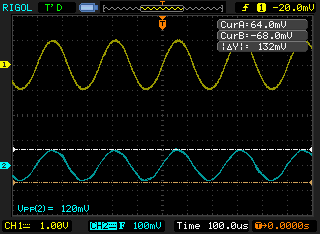 RIGOL T'D T f 1 -20.0mV
CurA: 64.0mV
CurB: -68.0mV
|ΔY|: 132mV
1
2
Vpp(2)= 120mV
CH1 1.00V CH2 F 100mV Time 100.0us T→0.0000s